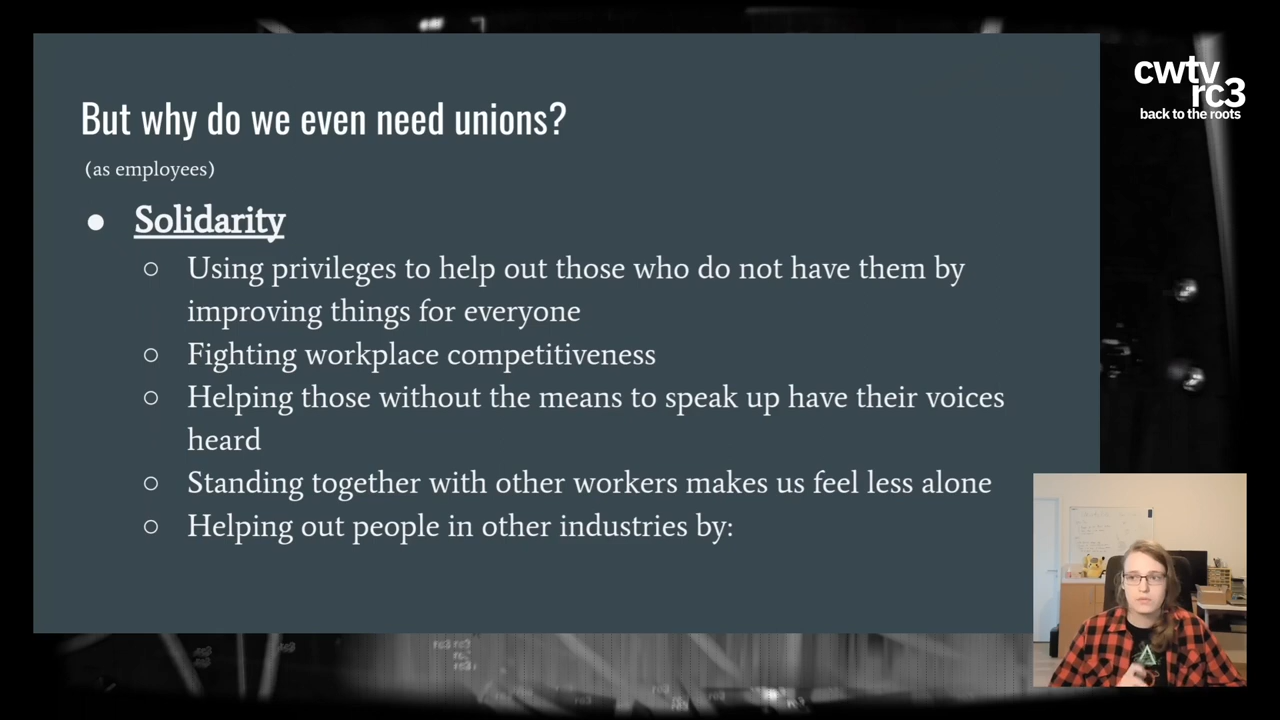 But why do we even need unions?
(as employees)
● Solidarity
○ Using privileges to help out those who do not have them by
improving things for everyone
○ Fighting workplace competitiveness
○ Helping those without the means to speak up have their voices
heard
○ Standing together with other workers makes us feel less alone
○ Helping out people in other industries by:
cwtv
rc3
back to the roots
rc3 rc3